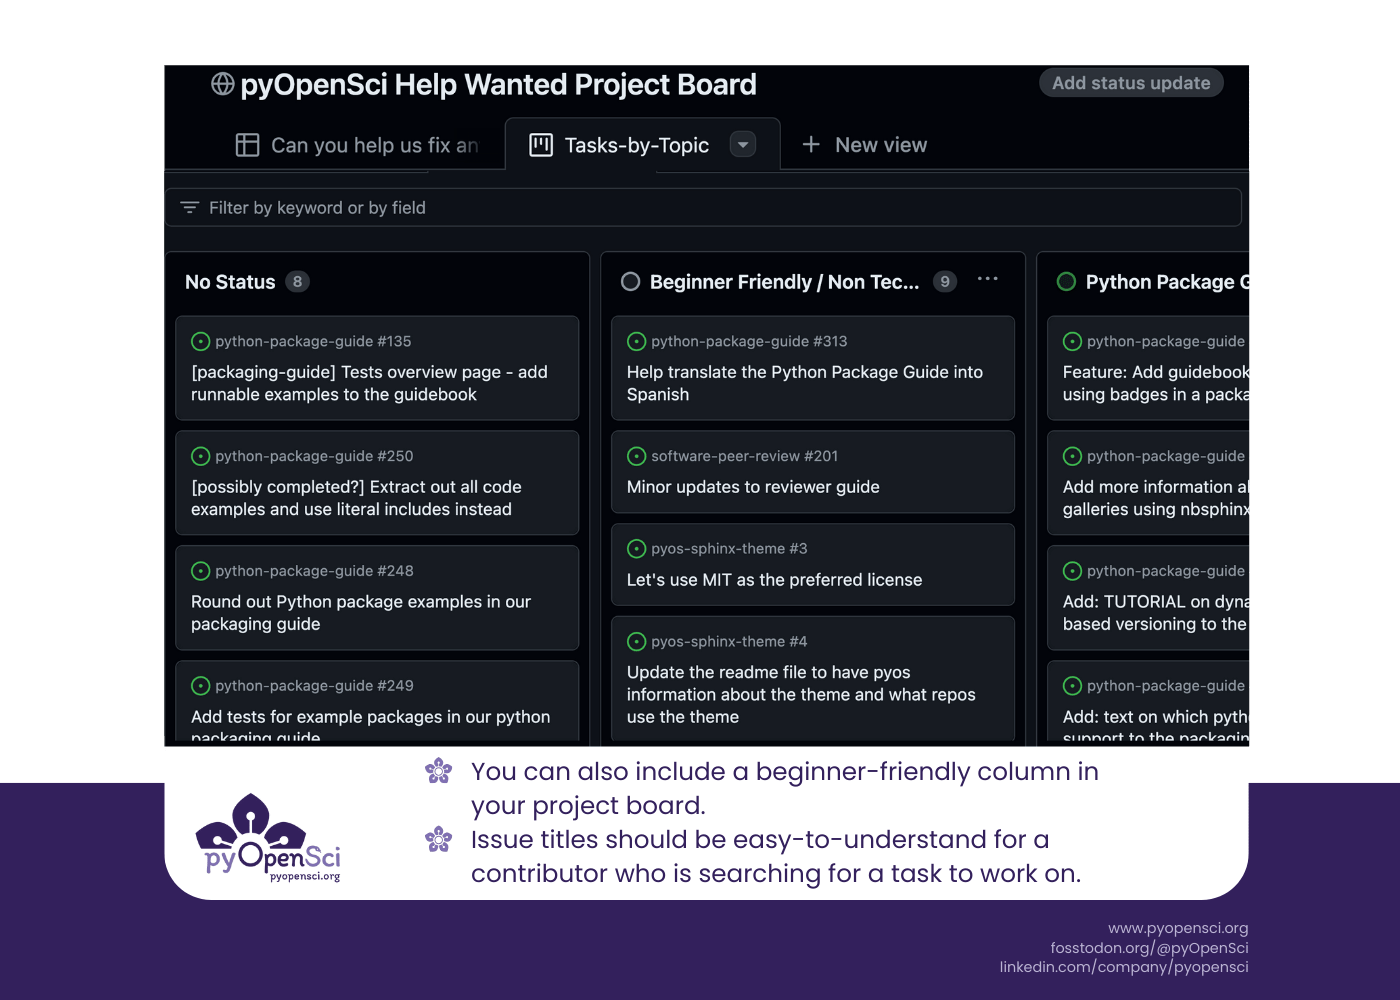 pyOpenSci Help Wanted Project Board
Add status update
Can you help us fix an
Tasks-by-Topic
New view
Filter by keyword or by field
No Status 8
python-package-guide #135
[packaging-guide] Tests overview page - add
runnable examples to the guidebook
python-package-guide #250
[possibly completed?] Extract out all code
examples and use literal includes instead
python-package-guide #248
Round out Python package examples in our
packaging guide
python-package-guide #249
Add tests for example packages in our python
packaging guide
Beginner Friendly / Non Tec... 9
python-package-guide #313
Help translate the Python Package Guide into
Spanish
software-peer-review #201
Minor updates to reviewer guide
pyos-sphinx-theme #3
Let's use MIT as the preferred license
pyos-sphinx-theme #4
Update the readme file to have pyos
information about the theme and what repos
use the theme
Python Package G
python-package-guide
Feature: Add guidebook
using badges in a packa
python-package-guide
Add more information a
galleries using nbsphinx
python-package-guide
Add: TUTORIAL on dyna
based versioning to the
python-package-guide
Add: text on which pyth
support to the packagin
You can also include a beginner-friendly column in
your project board.
Issue titles should be easy-to-understand for a
contributor who is searching for a task to work on.
pyOpenSci
pyopensci.org
www.pyopensci.org
fosstodon.org/@pyOpenSci
linkedin.com/company/pyopensci